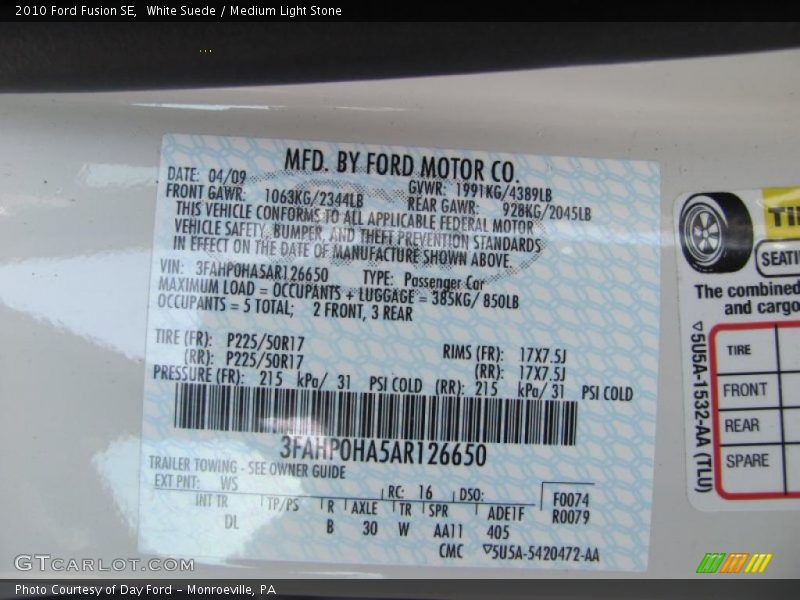 2010 Ford Fusion SE, White Suede / Medium Light Stone
MFD. BY FORD MOTOR CO.
DATE: 04/09 GVWR: 1991KG/4389LB
FRONT GAWR: 1063KG/2344LB REAR GAWR: 928KG/2045LB
THIS VEHICLE CONFORMS TO ALL APPLICABLE FEDERAL MOTOR
VEHICLE SAFETY, BUMPER, AND THEFT PREVENTION STANDARDS
IN EFFECT ON THE DATE OF MANUFACTURE SHOWN ABOVE.
VIN: 3FAHP0HA5AR126650 TYPE: Passenger Car
MAXIMUM LOAD = OCCUPANTS + LUGGAGE = 385KG/ 850LB
OCCUPANTS = 5 TOTAL; 2 FRONT, 3 REAR
TIRE (FR): P225/50R17 RIMS (FR): 17X7.5J
(RR): P225/50R17 (RR): 17X7.5J
PRESSURE (FR): 215 kPa/ 31 PSI COLD (RR): 215 kPa/ 31 PSI COLD
3FAHP0HA5AR126650
TRAILER TOWING - SEE OWNER GUIDE
EXT PNT: WS RC: 16 DSO: F0074
INT TR TP/PS R AXLE TR SPR ADE1F R0079
DL B 30 W AA11 405
CMC ▽5U5A-5420472-AA
TIR
SEATI
The combined
and cargo
TIRE
FRONT
REAR
SPARE
▽5U5A-1532-AA (TLU)
GTCARZOT.COM
Photo Courtesy of Day Ford – Monroeville, PA